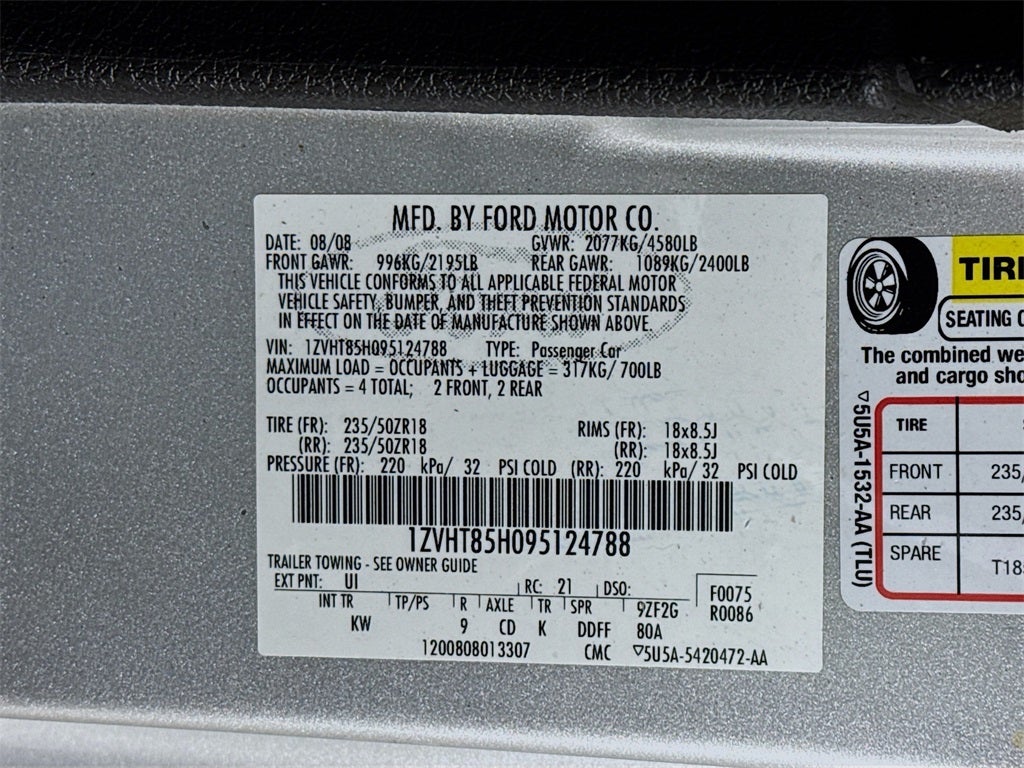 MFD. BY FORD MOTOR CO.
DATE: 08/08 GVWR: 2077KG/4580LB
FRONT GAWR: 996KG/2195LB REAR GAWR: 1089KG/2400LB
THIS VEHICLE CONFORMS TO ALL APPLICABLE FEDERAL MOTOR
VEHICLE SAFETY, BUMPER, AND THEFT PREVENTION STANDARDS
IN EFFECT ON THE DATE OF MANUFACTURE SHOWN ABOVE.
VIN: 1ZVHT85H095124788 TYPE: Passenger Car
MAXIMUM LOAD = OCCUPANTS + LUGGAGE = 317KG/ 700LB
OCCUPANTS = 4 TOTAL; 2 FRONT, 2 REAR
TIRE (FR): 235/50ZR18 RIMS (FR): 18x8.5J
(RR): 235/50ZR18 (RR): 18x8.5J
PRESSURE (FR): 220 kPa/ 32 PSI COLD (RR): 220 kPa/ 32 PSI COLD
1ZVHT85H095124788
TRAILER TOWING - SEE OWNER GUIDE
EXT PNT: UI RC: 21 DSO: F0075
INT TR TP/PS R AXLE TR SPR 9ZF2G R0086
KW 9 CD K DDFF 80A
1200808013307 CMC ▽5U5A-5420472-AA
TIRE
SEATING
The combined
and cargo
▽5U5A-1532-AA (TLU)
TIRE
FRONT 235/
REAR 235/
SPARE T18